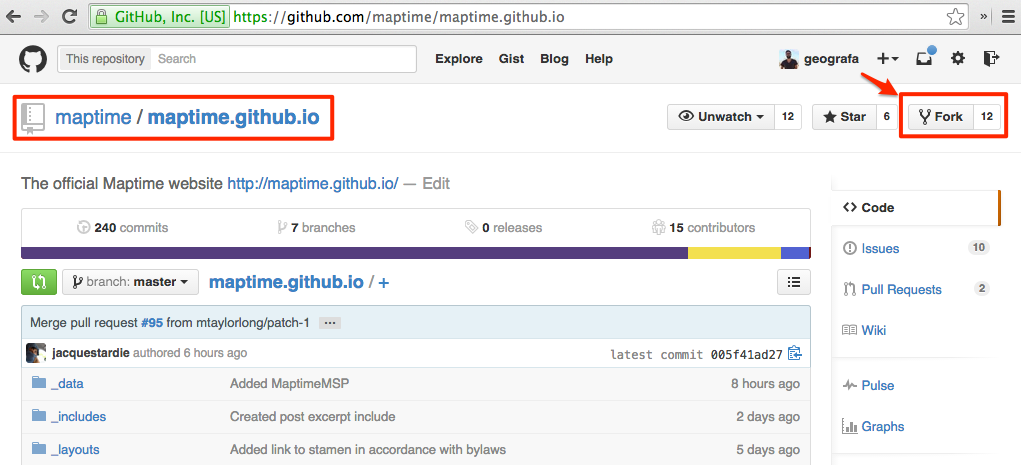 GitHub, Inc. [US] https://github.com/maptime/maptime.github.io »
This repository Search Explore Gist Blog Help geografa
maptime / maptime.github.io Unwatch 12 Star 6 Fork 12
The official Maptime website http://maptime.github.io/ — Edit
240 commits 7 branches 0 releases 15 contributors
branch: master maptime.github.io / +
Merge pull request #95 from mtaylorlong/patch-1 ...
jacquestardie authored 6 hours ago latest commit 005f41ad27
_data Added MaptimeMSP 8 hours ago
_includes Created post excerpt include 2 days ago
_layouts Added link to stamen in accordance with bylaws 5 days ago
Code
Issues 10
Pull Requests 2
Wiki
Pulse
Graphs